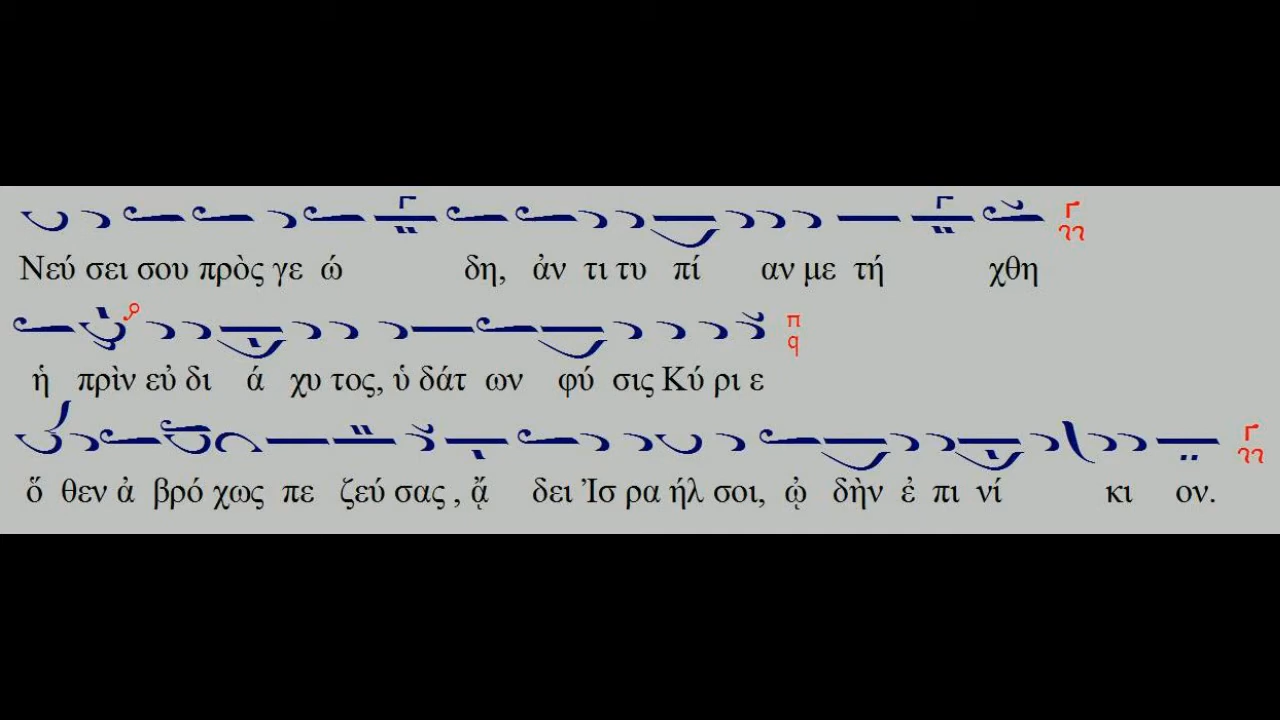 Νεύ σει σου πρὸς γε ώ δη, ἀν τι τυ πί αν με τή χθη
ἡ πρὶν εὐ δι ά χυ τος, ὑ δάτ ων φύ σις Κύ ρι ε
ὅ θεν ἀ βρό χως πε ζεύ σας , ᾄ δει Ἰσ ρα ήλ σοι, ᾠ δὴν ἐ πι νί κι ον.